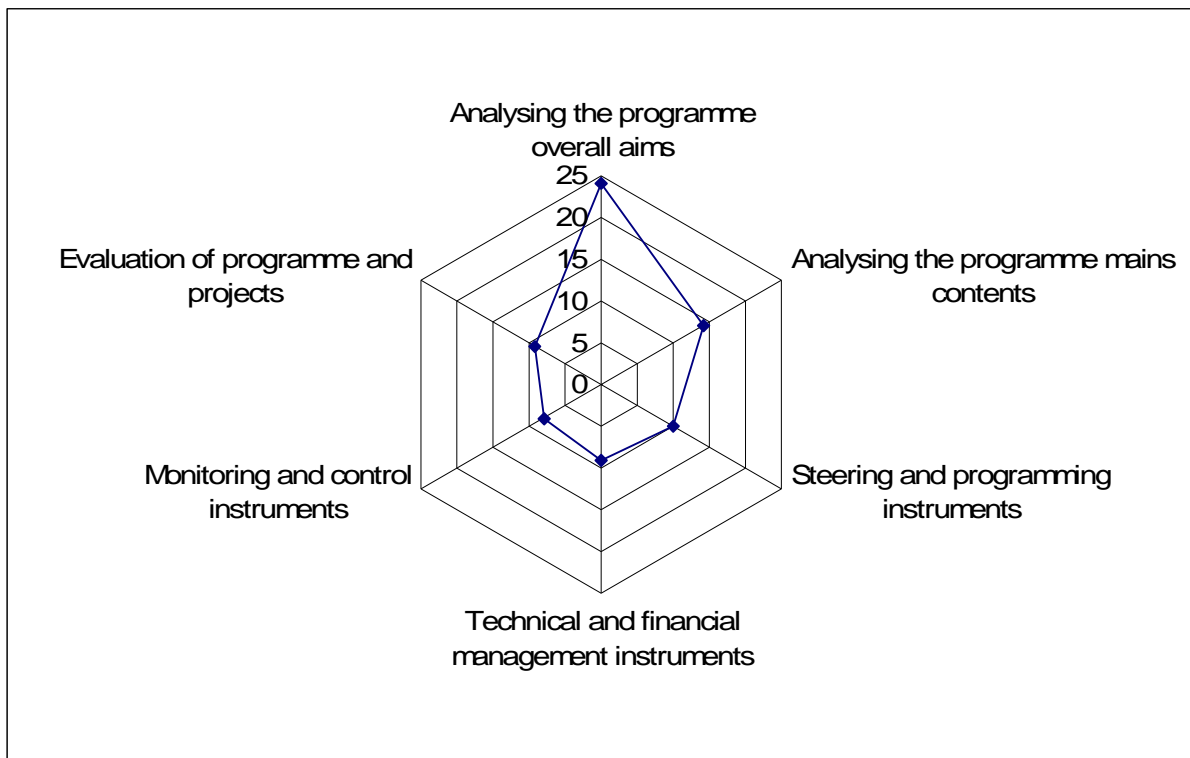 Analysing the programme
overall aims
25
20
15
10
5
0
Evaluation of programme and
projects
Analysing the programme mains
contents
Monitoring and control
instruments
Steering and programming
instruments
Technical and financial
management instruments